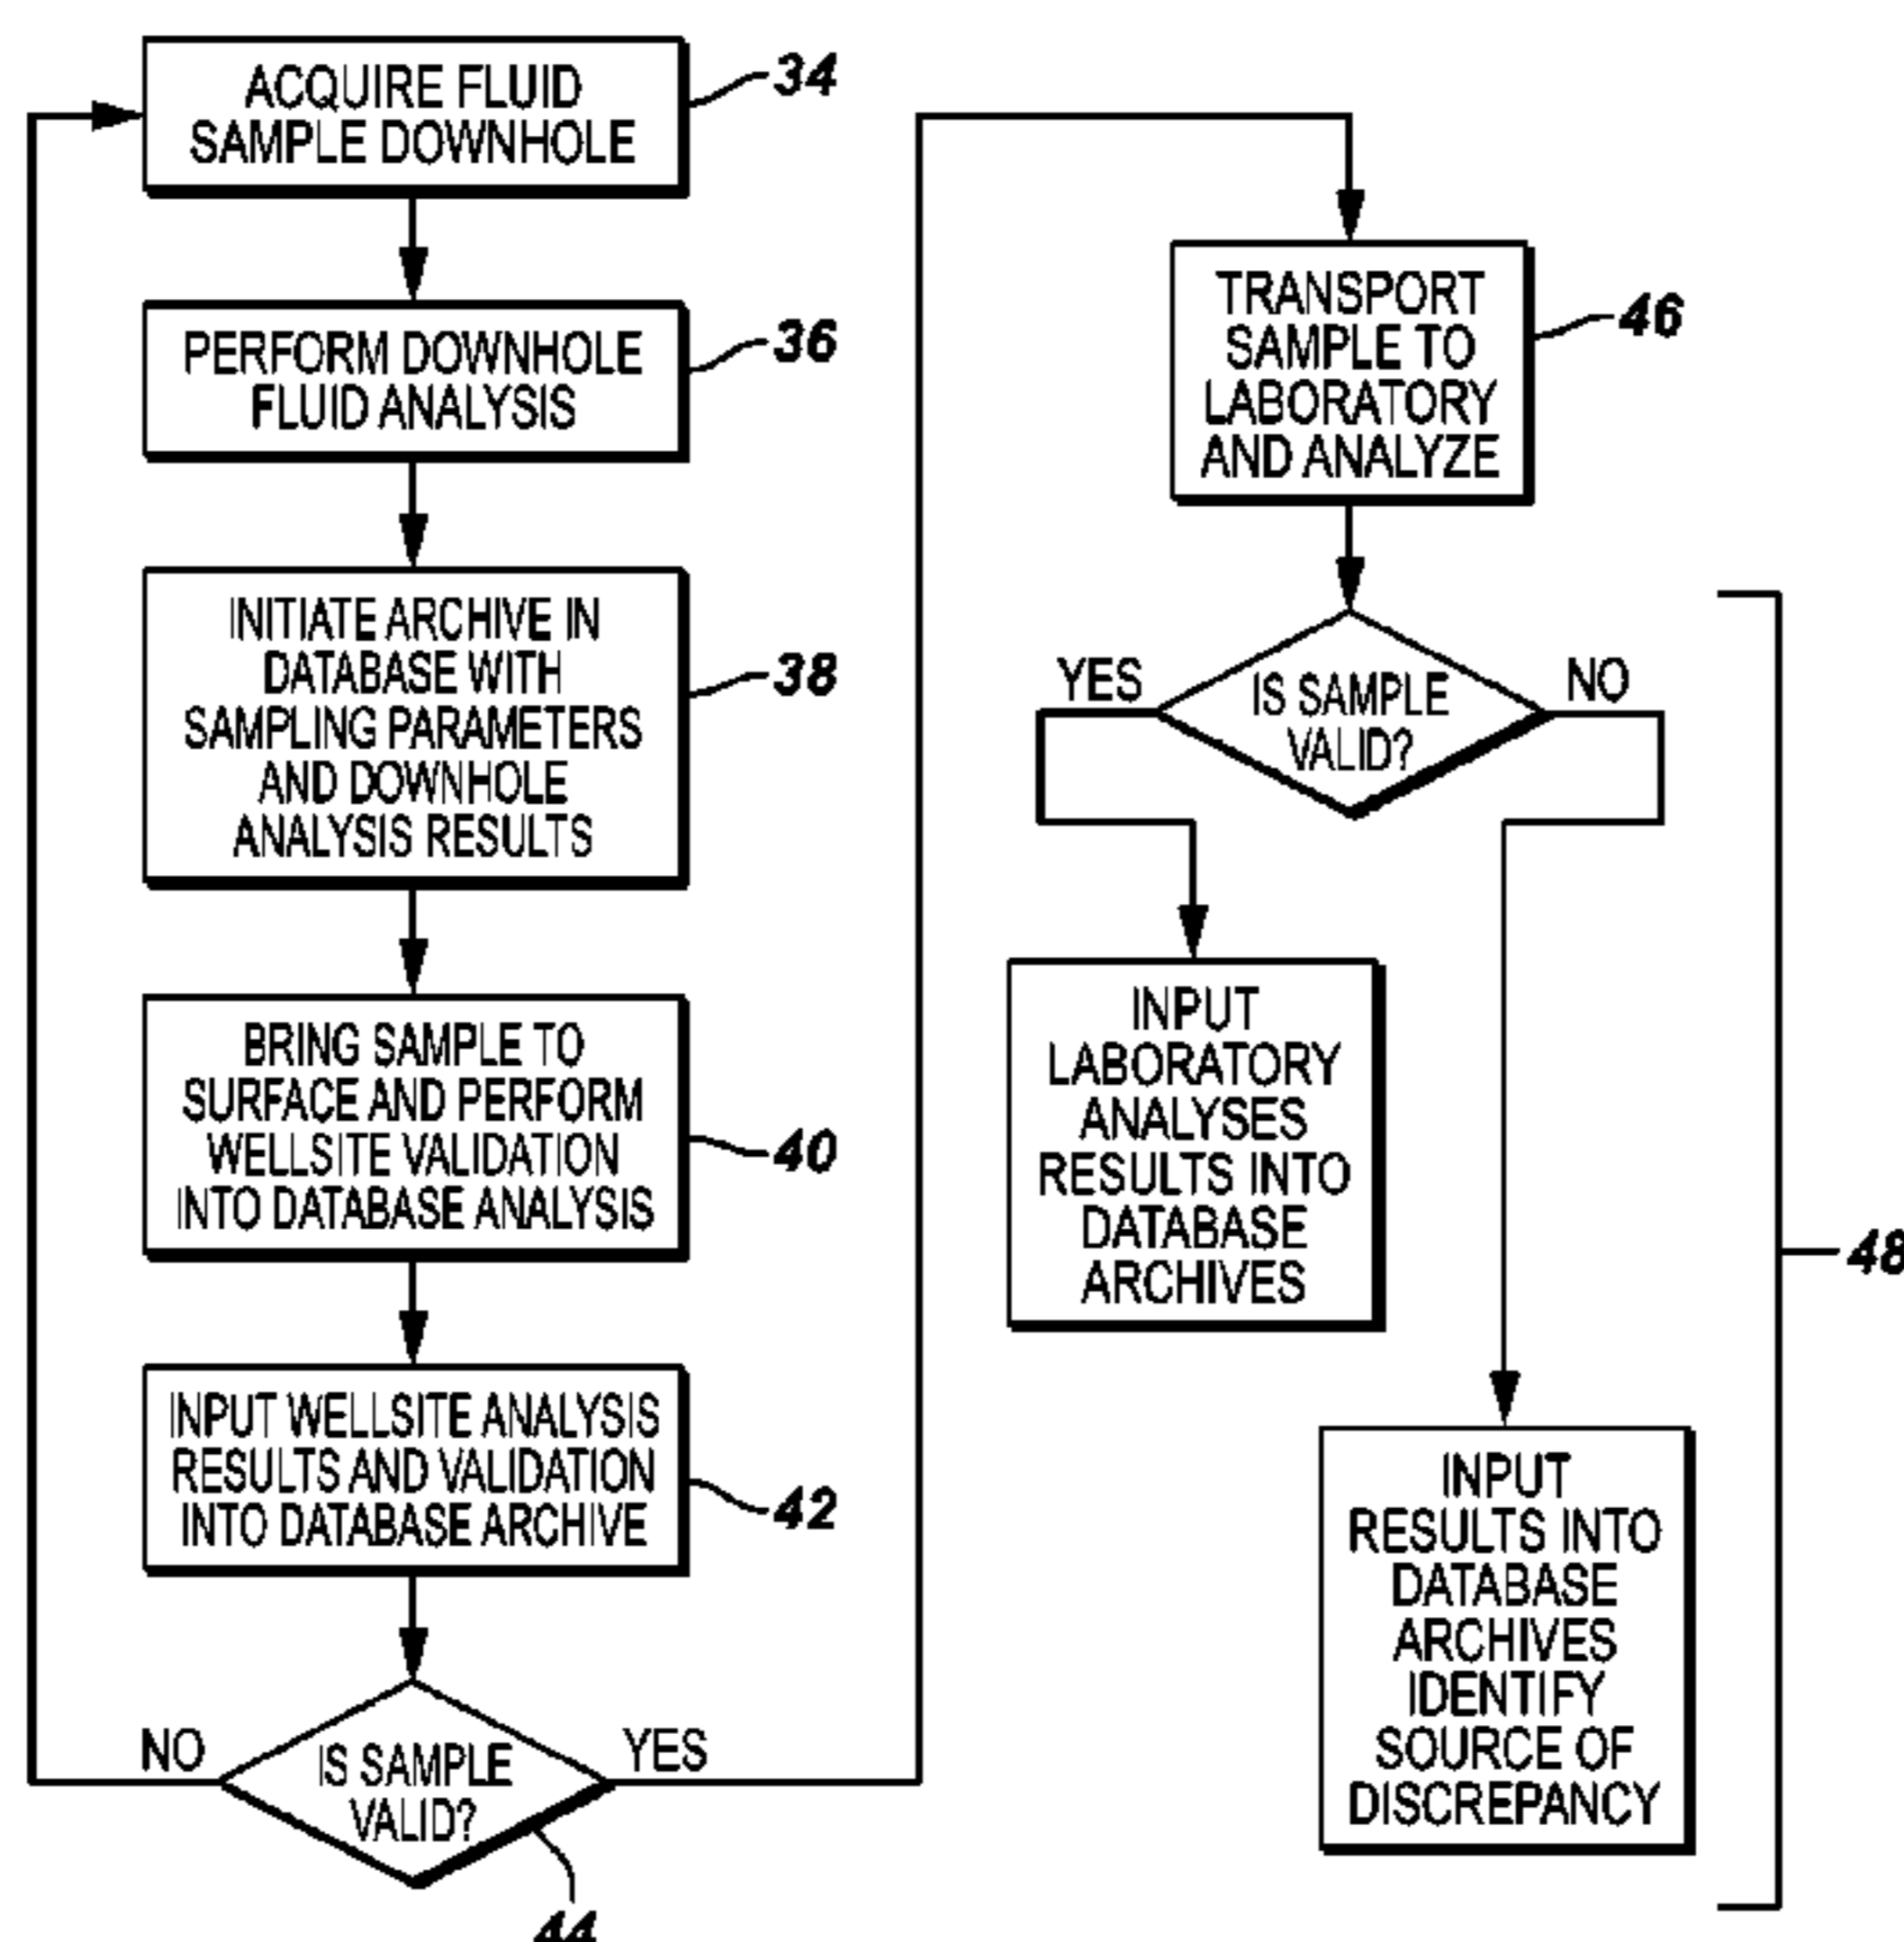 ACQUIRE FLUID
SAMPLE DOWNHOLE
34
PERFORM DOWNHOLE
FLUID ANALYSIS
36
INITIATE ARCHIVE IN
DATABASE WITH
SAMPLING PARAMETERS
AND DOWNHOLE
ANALYSIS RESULTS
38
BRING SAMPLE TO
SURFACE AND PERFORM
WELLSITE VALIDATION
INTO DATABASE ANALYSIS
40
INPUT WELLSITE ANALYSIS
RESULTS AND VALIDATION
INTO DATABASE ARCHIVE
42
NO
IS SAMPLE
VALID?
YES
44
TRANSPORT
SAMPLE TO
LABORATORY
AND ANALYZE
46
YES
IS SAMPLE
VALID?
NO
INPUT
LABORATORY
ANALYSES
RESULTS INTO
DATABASE
ARCHIVES
48
INPUT
RESULTS INTO
DATABASE
ARCHIVES
IDENTIFY
SOURCE OF
DISCREPANCY